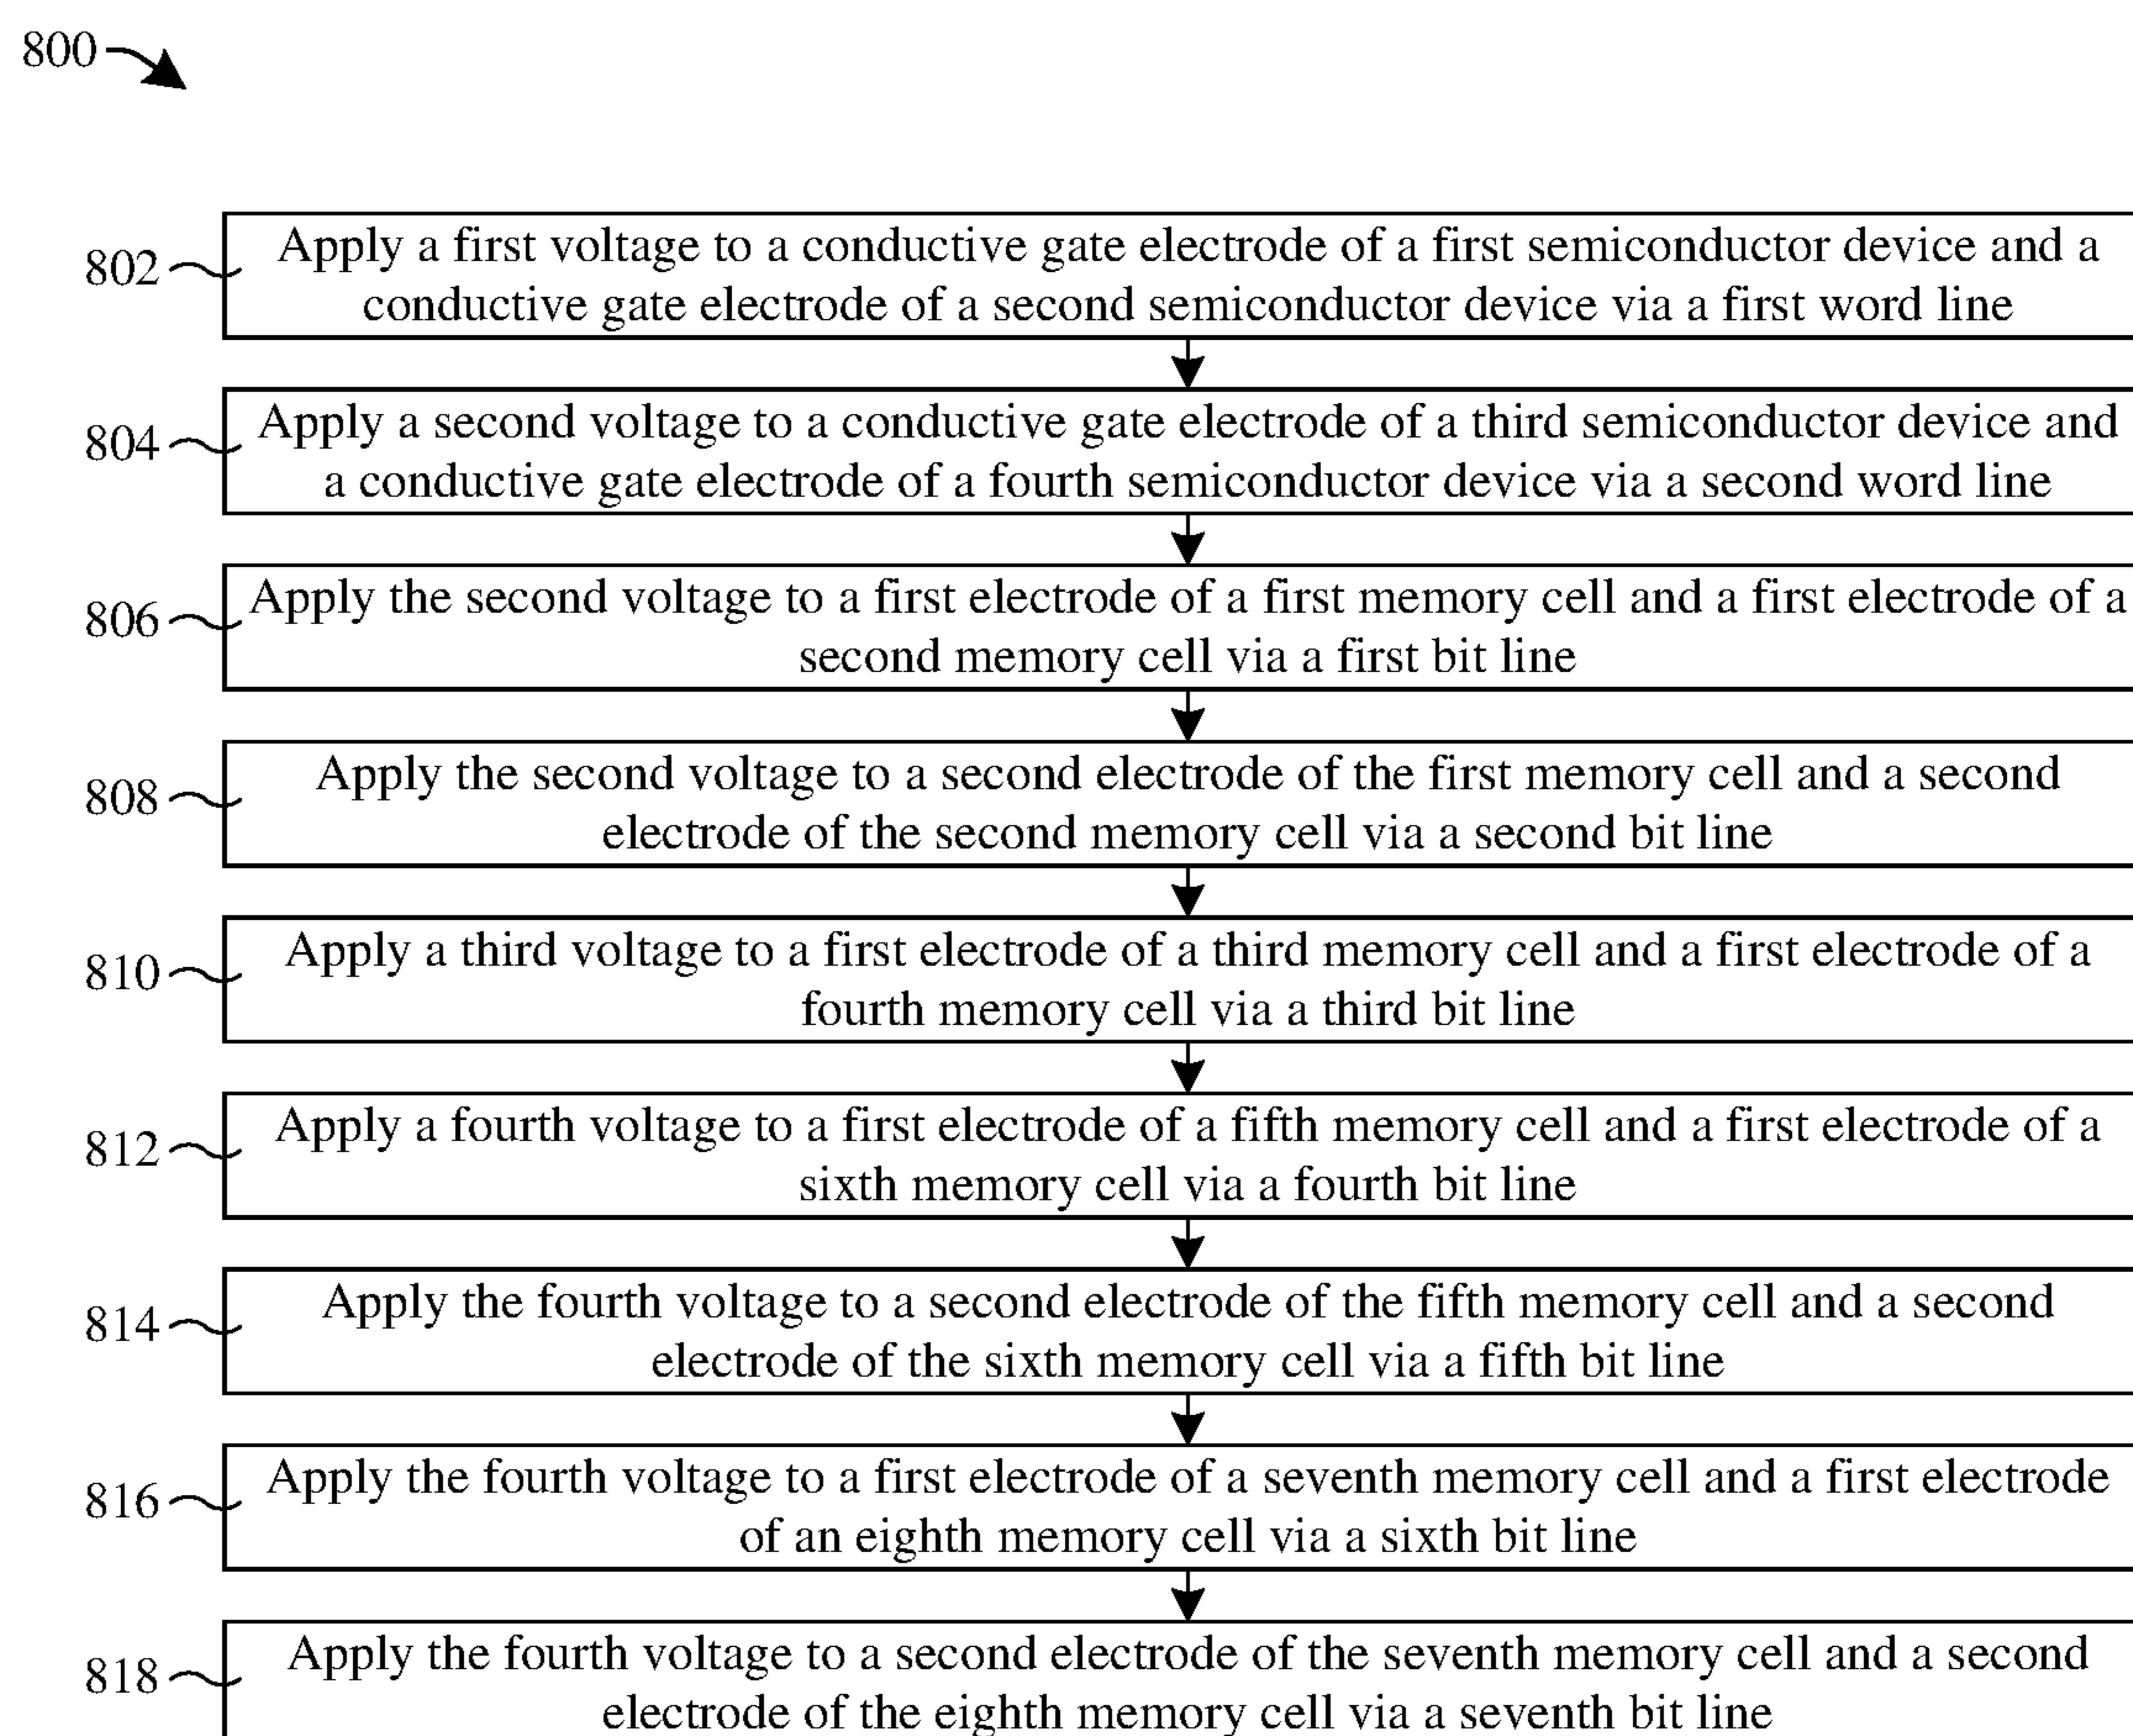 800
802
Apply a first voltage to a conductive gate electrode of a first semiconductor device and a
conductive gate electrode of a second semiconductor device via a first word line
804
Apply a second voltage to a conductive gate electrode of a third semiconductor device and
a conductive gate electrode of a fourth semiconductor device via a second word line
806
Apply the second voltage to a first electrode of a first memory cell and a first electrode of a
second memory cell via a first bit line
808
Apply the second voltage to a second electrode of the first memory cell and a second
electrode of the second memory cell via a second bit line
810
Apply a third voltage to a first electrode of a third memory cell and a first electrode of a
fourth memory cell via a third bit line
812
Apply a fourth voltage to a first electrode of a fifth memory cell and a first electrode of a
sixth memory cell via a fourth bit line
814
Apply the fourth voltage to a second electrode of the fifth memory cell and a second
electrode of the sixth memory cell via a fifth bit line
816
Apply the fourth voltage to a first electrode of a seventh memory cell and a first electrode
of an eighth memory cell via a sixth bit line
818
Apply the fourth voltage to a second electrode of the seventh memory cell and a second
electrode of the eighth memory cell via a seventh bit line